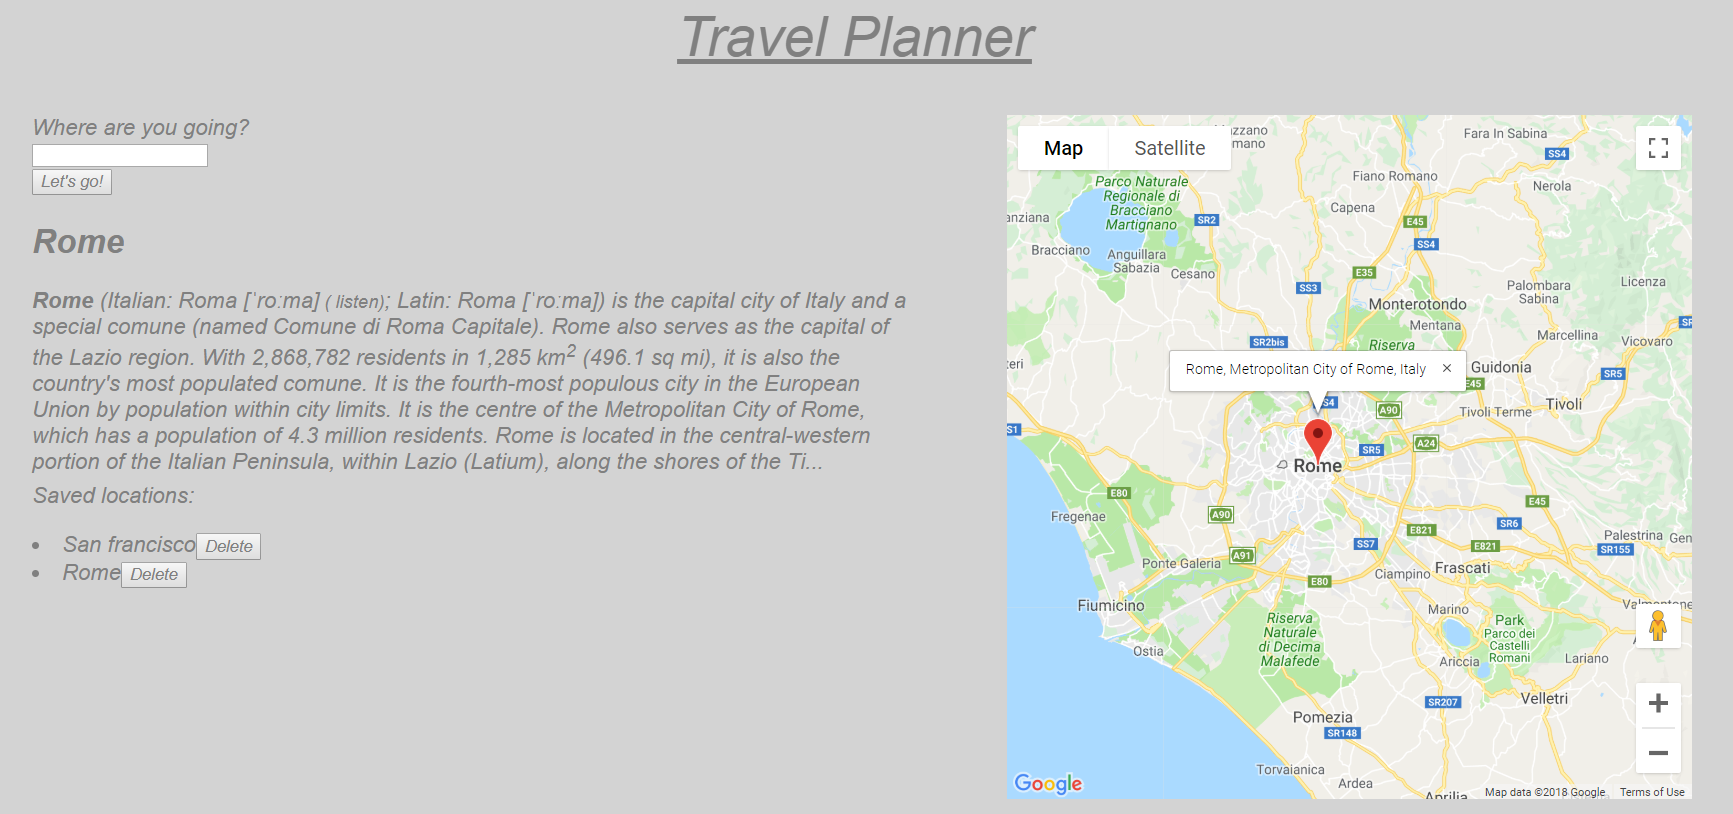 Travel Planner
Where are you going?
Let's go!
Rome
Rome (Italian: Roma [ˈroːma] ( listen); Latin: Roma [ˈroːma]) is the capital city of Italy and a
special comune (named Comune di Roma Capitale). Rome also serves as the capital of
the Lazio region. With 2,868,782 residents in 1,285 km² (496.1 sq mi), it is also the
country's most populated comune. It is the fourth-most populous city in the European
Union by population within city limits. It is the centre of the Metropolitan City of Rome,
which has a population of 4.3 million residents. Rome is located in the central-western
portion of the Italian Peninsula, within Lazio (Latium), along the shores of the Ti...
Saved locations:
San francisco Delete
Rome Delete
Map Satellite
Fara In Sabina
SS4
Fiano Romano
Nerola
Parco Naturale
Regionale di
Bracciano
Martignano
Capena
SR2
E45
SS4
Bracciano
Anguillara
Sabazia
Cesano
E35
SS3
Licenza
Palombara
Sabina
Monterotondo
Mentana
Marcellina
Vicovaro
SR2bis
Riserva
Rome, Metropolitan City of Rome, Italy ×
Guidonia
SR5
E45
S4
A90
Tivoli Terme
Tivoli
S1
A24
SR5
Rome
E80
E45
Fregenae
A90
SR6
E821
SS7
E821
Palestrina
SR155
A91
Ponte Galeria
Ciampino
Frascati
E80
Fiumicino
Marino
Valmontone
Riserva
Naturale
di Decima
Malafede
Park
Parco dei
Castelli
Romani
Ostia
Ariccia
Lariano
SR207
Velletri
Pomezia
SR148
Torvaianica
Ardea
Aprilia
Google
Map data ©2018 Google Terms of Use